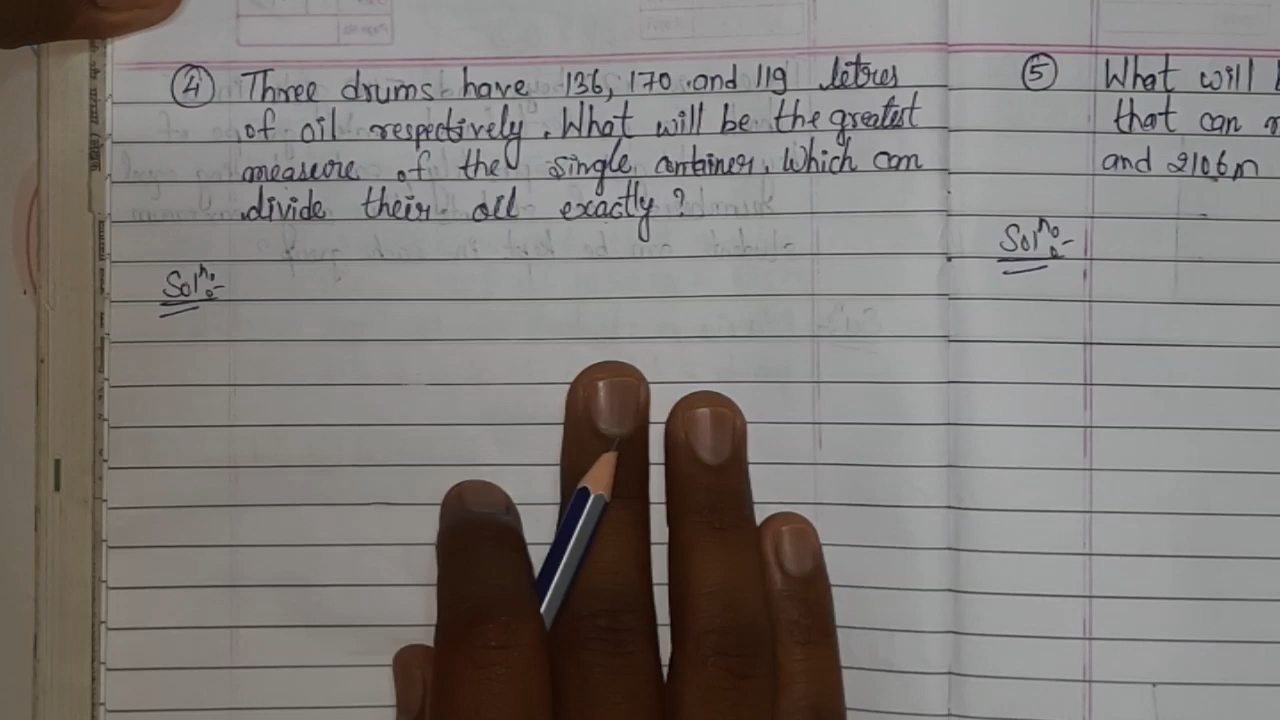 ④ Three drums have 136, 170 and 119 letres
of oil respectively. What will be the greatest
measure of the single container. Which can
divide their oil exactly?
Solⁿ:-
⑤ What will
that can
and 2106m
Solⁿ:-